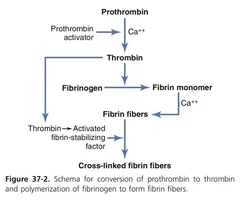 Prothrombin
Prothrombin
activator
Ca⁺⁺
Thrombin
Fibrinogen
Fibrin monomer
Ca⁺⁺
Fibrin fibers
Thrombin → Activated
fibrin-stabilizing
factor
Cross-linked fibrin fibers
Figure 37-2. Schema for conversion of prothrombin to thrombin
and polymerization of fibrinogen to form fibrin fibers.